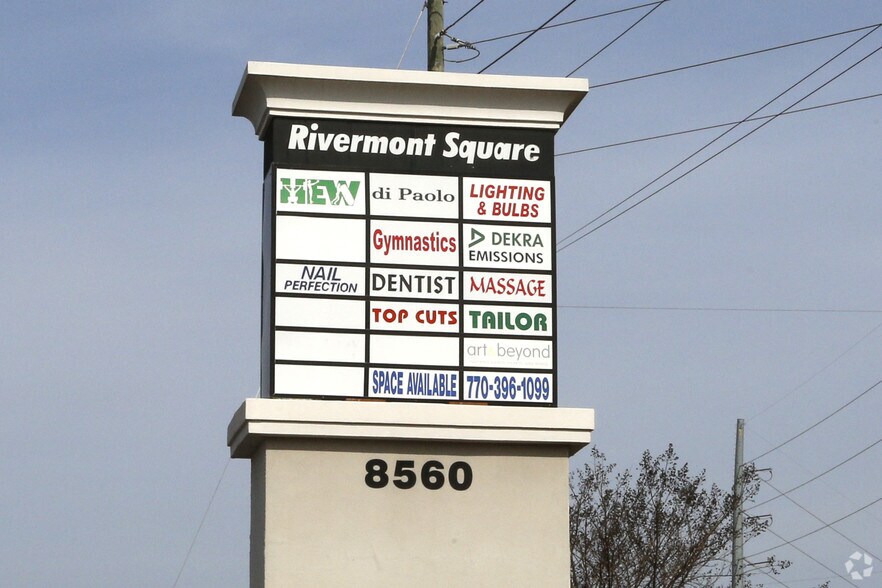 Rivermont Square
di Paolo
LIGHTING
& BULBS
Gymnastics
DEKRA
EMISSIONS
NAIL
PERFECTION
DENTIST
MASSAGE
TOP CUTS
TAILOR
art & beyond
SPACE AVAILABLE
770-396-1099
8560